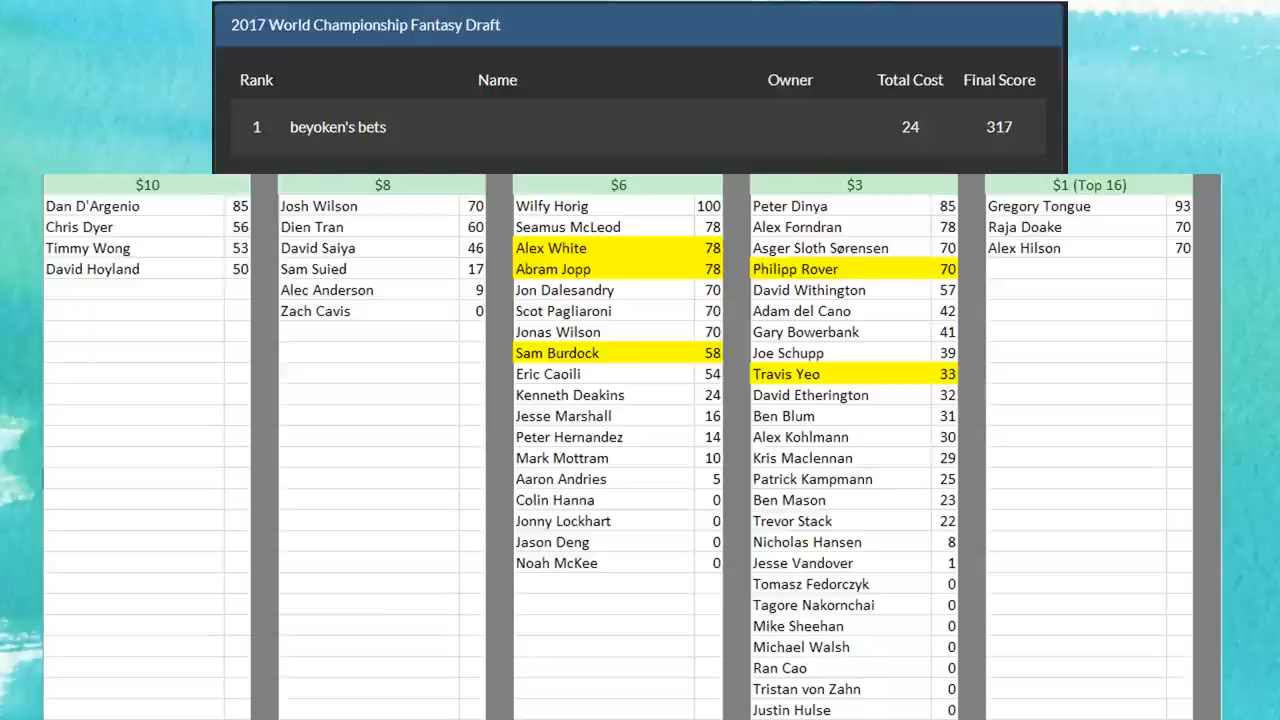 2017 World Championship Fantasy Draft
Rank Name Owner Total Cost Final Score
1 beyoken's bets 24 317
$10 $8 $6 $3 $1 (Top 16)
Dan D'Argenio 85 Josh Wilson 70 Wilfy Horig 100 Peter Dinya 85 Gregory Tongue 93
Chris Dyer 56 Dien Tran 60 Seamus McLeod 78 Alex Forndran 78 Raja Doake 70
Timmy Wong 53 David Saiya 46 Alex White 78 Asger Sloth Sørensen 70 Alex Hilson 70
David Hoyland 50 Sam Suied 17 Abram Jopp 78 Philipp Rover 70
Alec Anderson 9 Jon Dalesandry 70 David Withington 57
Zach Cavis 0 Scot Pagliaroni 70 Adam del Cano 42
Jonas Wilson 70 Gary Bowerbank 41
Sam Burdock 58 Joe Schupp 39
Eric Caoili 54 Travis Yeo 33
Kenneth Deakins 24 David Etherington 32
Jesse Marshall 16 Ben Blum 31
Peter Hernandez 14 Alex Kohlmann 30
Mark Mottram 10 Kris Maclennan 29
Aaron Andries 5 Patrick Kampmann 25
Colin Hanna 0 Ben Mason 23
Jonny Lockhart 0 Trevor Stack 22
Jason Deng 0 Nicholas Hansen 8
Noah McKee 0 Jesse Vandover 1
Tomasz Fedorczyk 0
Tagore Nakornchai 0
Mike Sheehan 0
Michael Walsh 0
Ran Cao 0
Tristan von Zahn 0
Justin Hulse 0